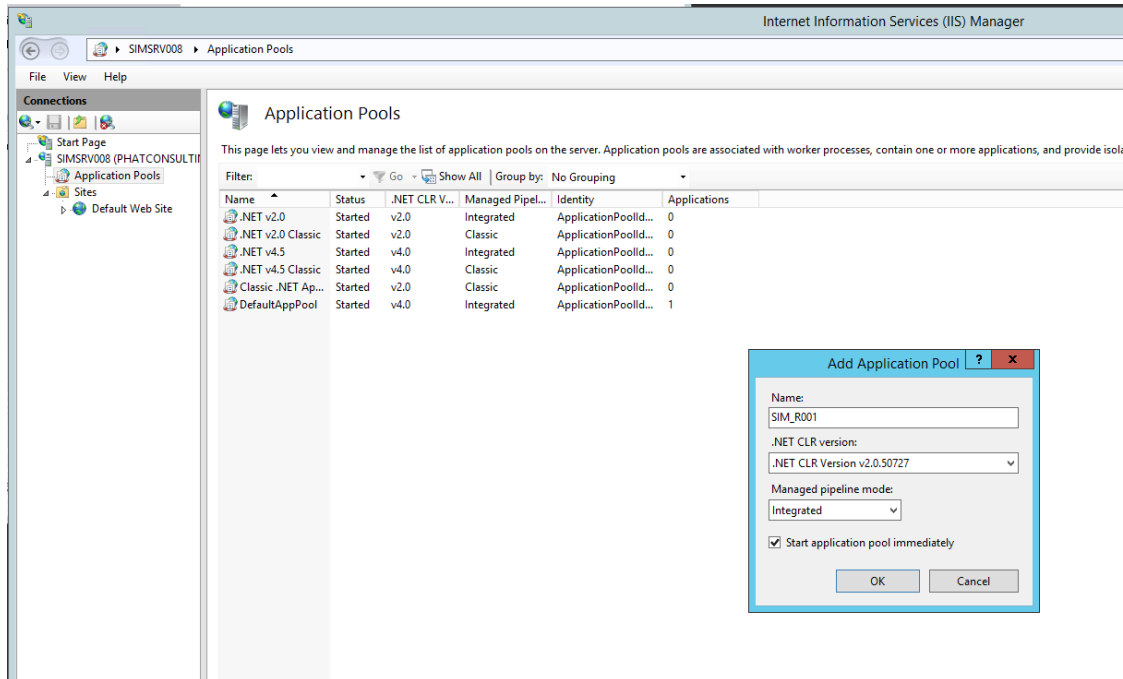 Internet Information Services (IIS) Manager
SIMSRV008 Application Pools
File View Help
Connections
Start Page
SIMSRV008 (PHATCONSULTIN
Application Pools
Sites
Default Web Site
Application Pools
This page lets you view and manage the list of application pools on the server. Application pools are associated with worker processes, contain one or more applications, and provide isola
Filter: Go Show All Group by: No Grouping
Name Status .NET CLR V... Managed Pipel... Identity Applications
.NET v2.0 Started v2.0 Integrated ApplicationPoolId... 0
.NET v2.0 Classic Started v2.0 Classic ApplicationPoolId... 0
.NET v4.5 Started v4.0 Integrated ApplicationPoolId... 0
.NET v4.5 Classic Started v4.0 Classic ApplicationPoolId... 0
Classic .NET Ap... Started v2.0 Classic ApplicationPoolId... 0
DefaultAppPool Started v4.0 Integrated ApplicationPoolId... 1
Add Application Pool ? x
Name:
SIM_R001
.NET CLR version:
.NET CLR Version v2.0.50727
Managed pipeline mode:
Integrated
Start application pool immediately
OK Cancel